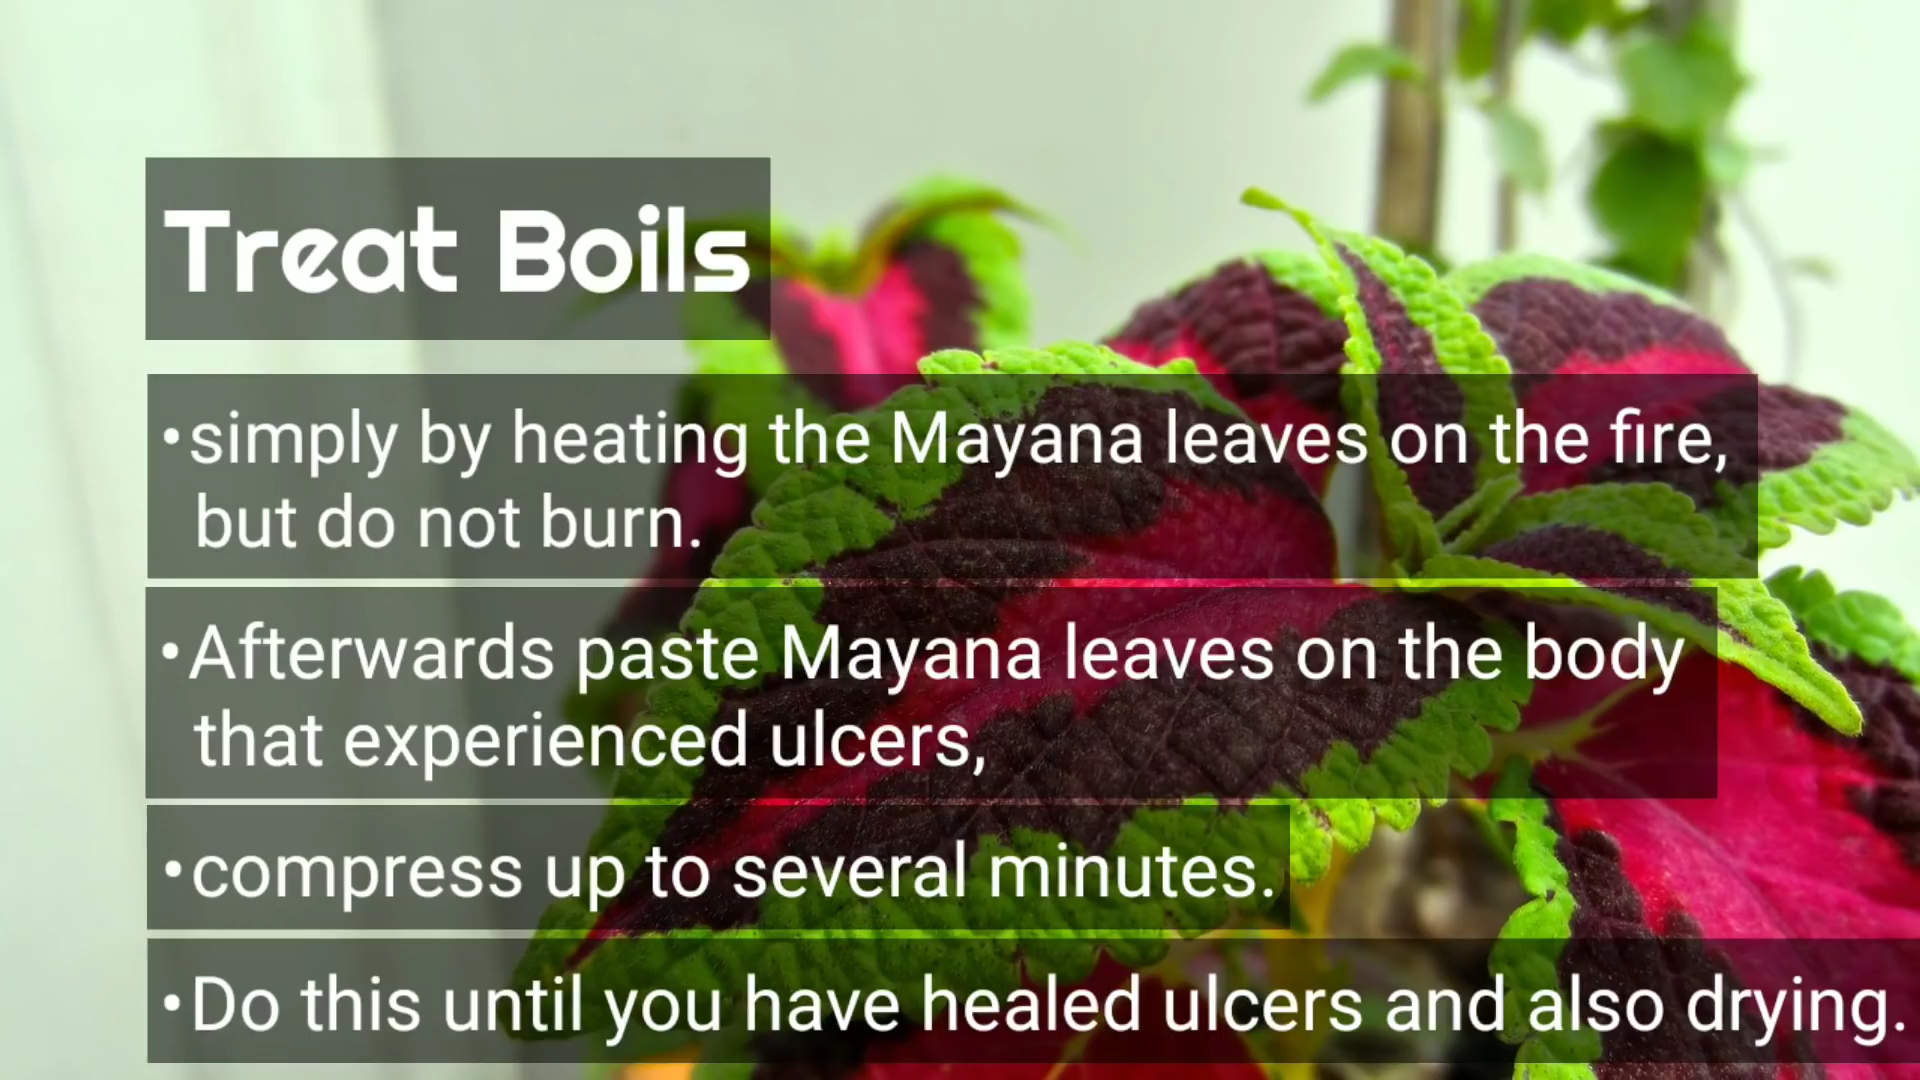 Treat Boils
•simply by heating the Mayana leaves on the fire,
but do not burn.
•Afterwards paste Mayana leaves on the body
that experienced ulcers,
•compress up to several minutes.
•Do this until you have healed ulcers and also drying.